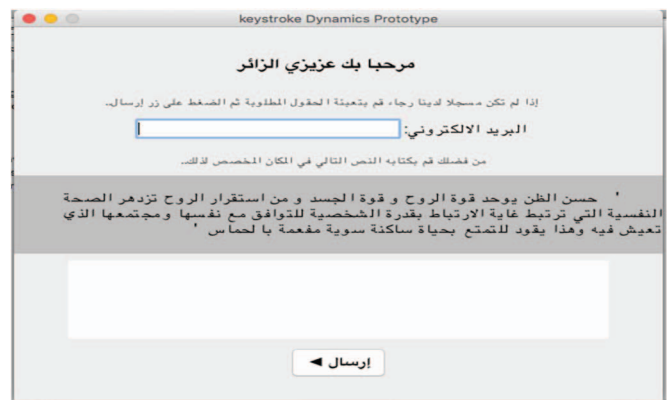 keystroke Dynamics Prototype
مرحبا بك عزيزي الزائر
إذا لم تكن مسجلا لدينا رجاء قم بتعبئة الحقول المطلوبة ثم الضغط على زر إرسال..
البريد الالكتروني:
من فضلك قم بكتابه النص التالي في المكان المخصص لذلك..
' حسن الظن يوحد قوة الروح و قوة الجسد و من استقرار الروح تزدهر الصحة
النفسية التي ترتبط غاية الارتباط بقدرة الشخصية للتوافق مع نفسها ومجتمعها الذي
تعيش فيه وهذا يقود للتمتع بحياة ساكنة سوية مفعمة بالحماس '
إرسال ◄